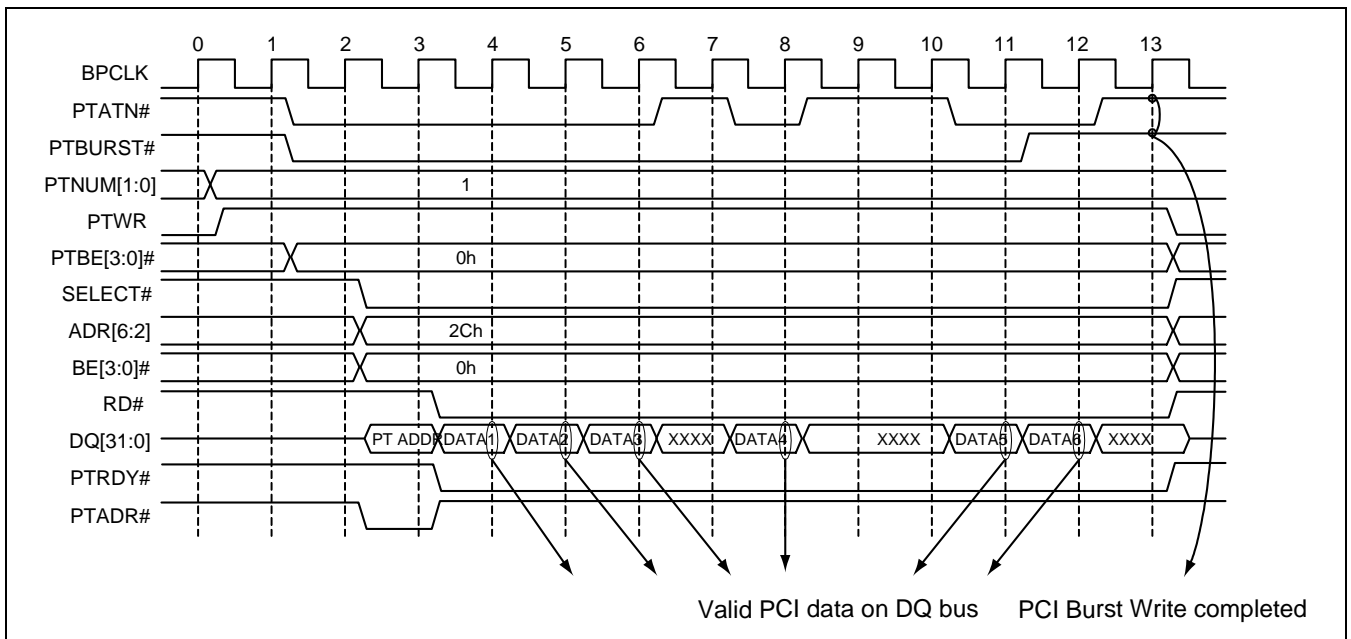 0 1 2 3 4 5 6 7 8 9 10 11 12 13
BPCLK
PTATN#
PTBURST#
PTNUM[1:0] 1
PTWR
PTBE[3:0]# 0h
SELECT#
ADR[6:2] 2Ch
BE[3:0]# 0h
RD#
DQ[31:0] PT ADDR DATA1 DATA2 DATA3 XXXX DATA4 XXXX DATA5 DATA6 XXXX
PTRDY#
PTADR#
Valid PCI data on DQ bus PCI Burst Write completed